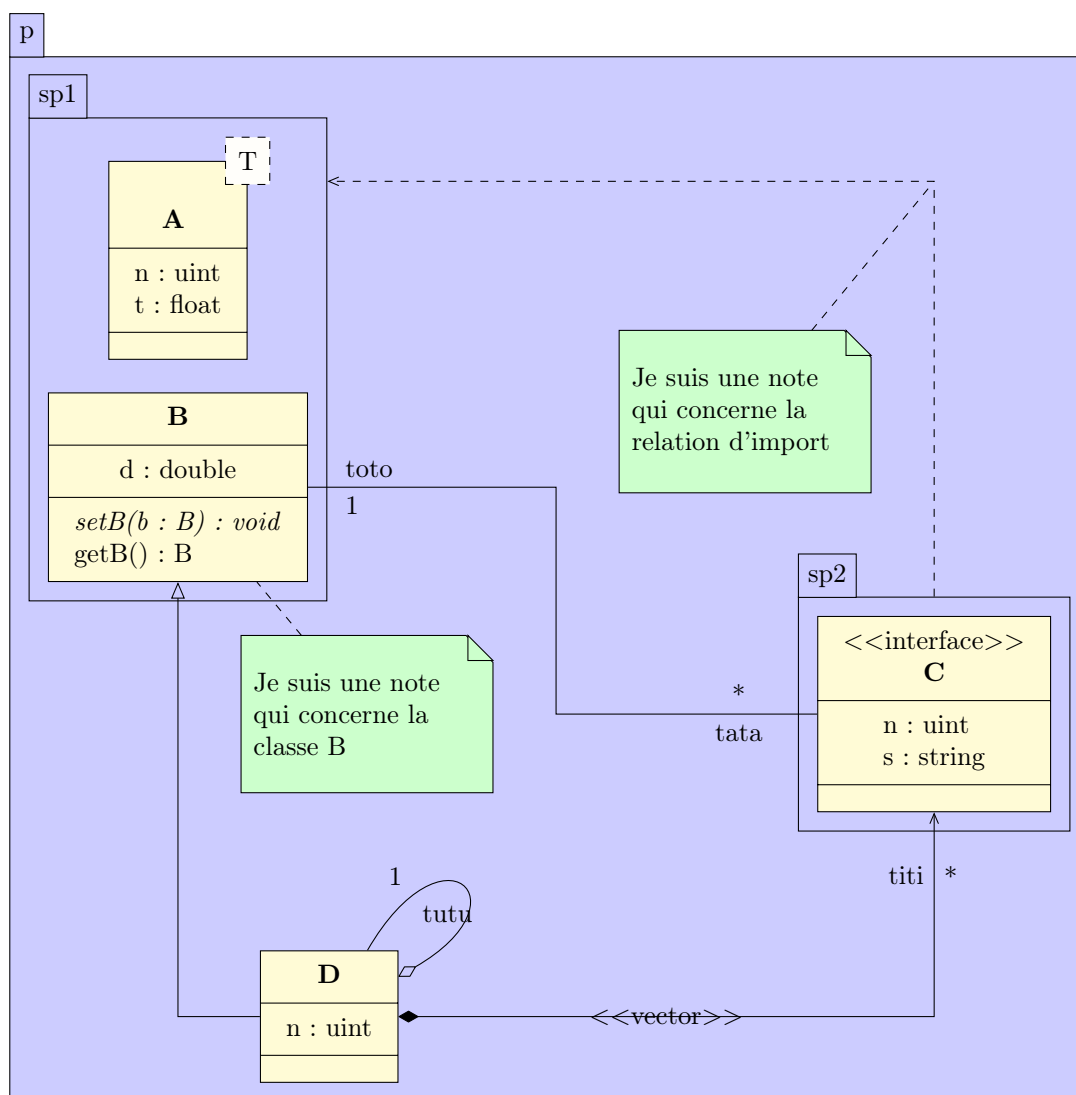 p
sp1
T
A
n : uint
t : float
B
d : double
setB(b : B) : void
getB() : B
toto
1
Je suis une note
qui concerne la
relation d'import
sp2
<<interface>>
C
n : uint
s : string
*
tata
Je suis une note
qui concerne la
classe B
titi *
1
tutu
D
n : uint
<<vector>>